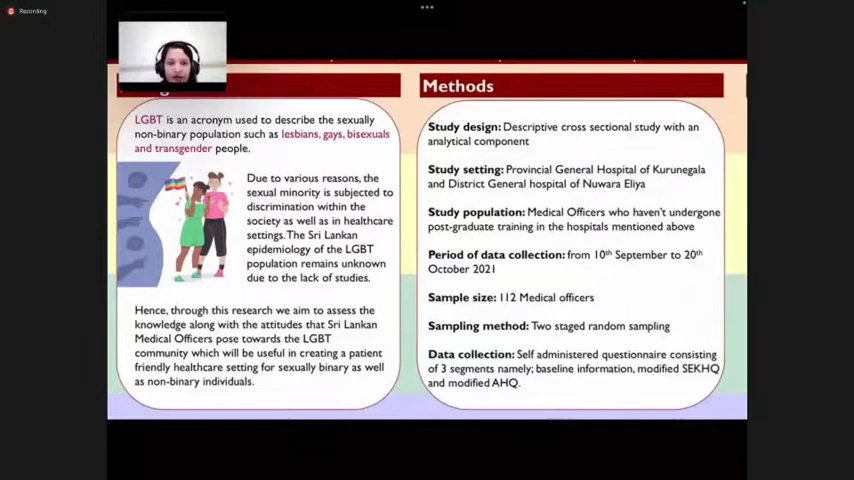 Recording
LGBT is an acronym used to describe the sexually
non-binary population such as lesbians, gays, bisexuals
and transgender people.
Due to various reasons, the
sexual minority is subjected to
discrimination within the
society as well as in healthcare
settings. The Sri Lankan
epidemiology of the LGBT
population remains unknown
due to the lack of studies.
Hence, through this research we aim to assess the
knowledge along with the attitudes that Sri Lankan
Medical Officers pose towards the LGBT
community which will be useful in creating a patient
friendly healthcare setting for sexually binary as well
as non-binary individuals.
Methods
Study design: Descriptive cross sectional study with an
analytical component
Study setting: Provincial General Hospital of Kurunegala
and District General hospital of Nuwara Eliya
Study population: Medical Officers who haven't undergone
post-graduate training in the hospitals mentioned above
Period of data collection: from 10th September to 20th
October 2021
Sample size: 112 Medical officers
Sampling method: Two staged random sampling
Data collection: Self administered questionnaire consisting
of 3 segments namely; baseline information, modified SEKHQ
and modified AHQ.